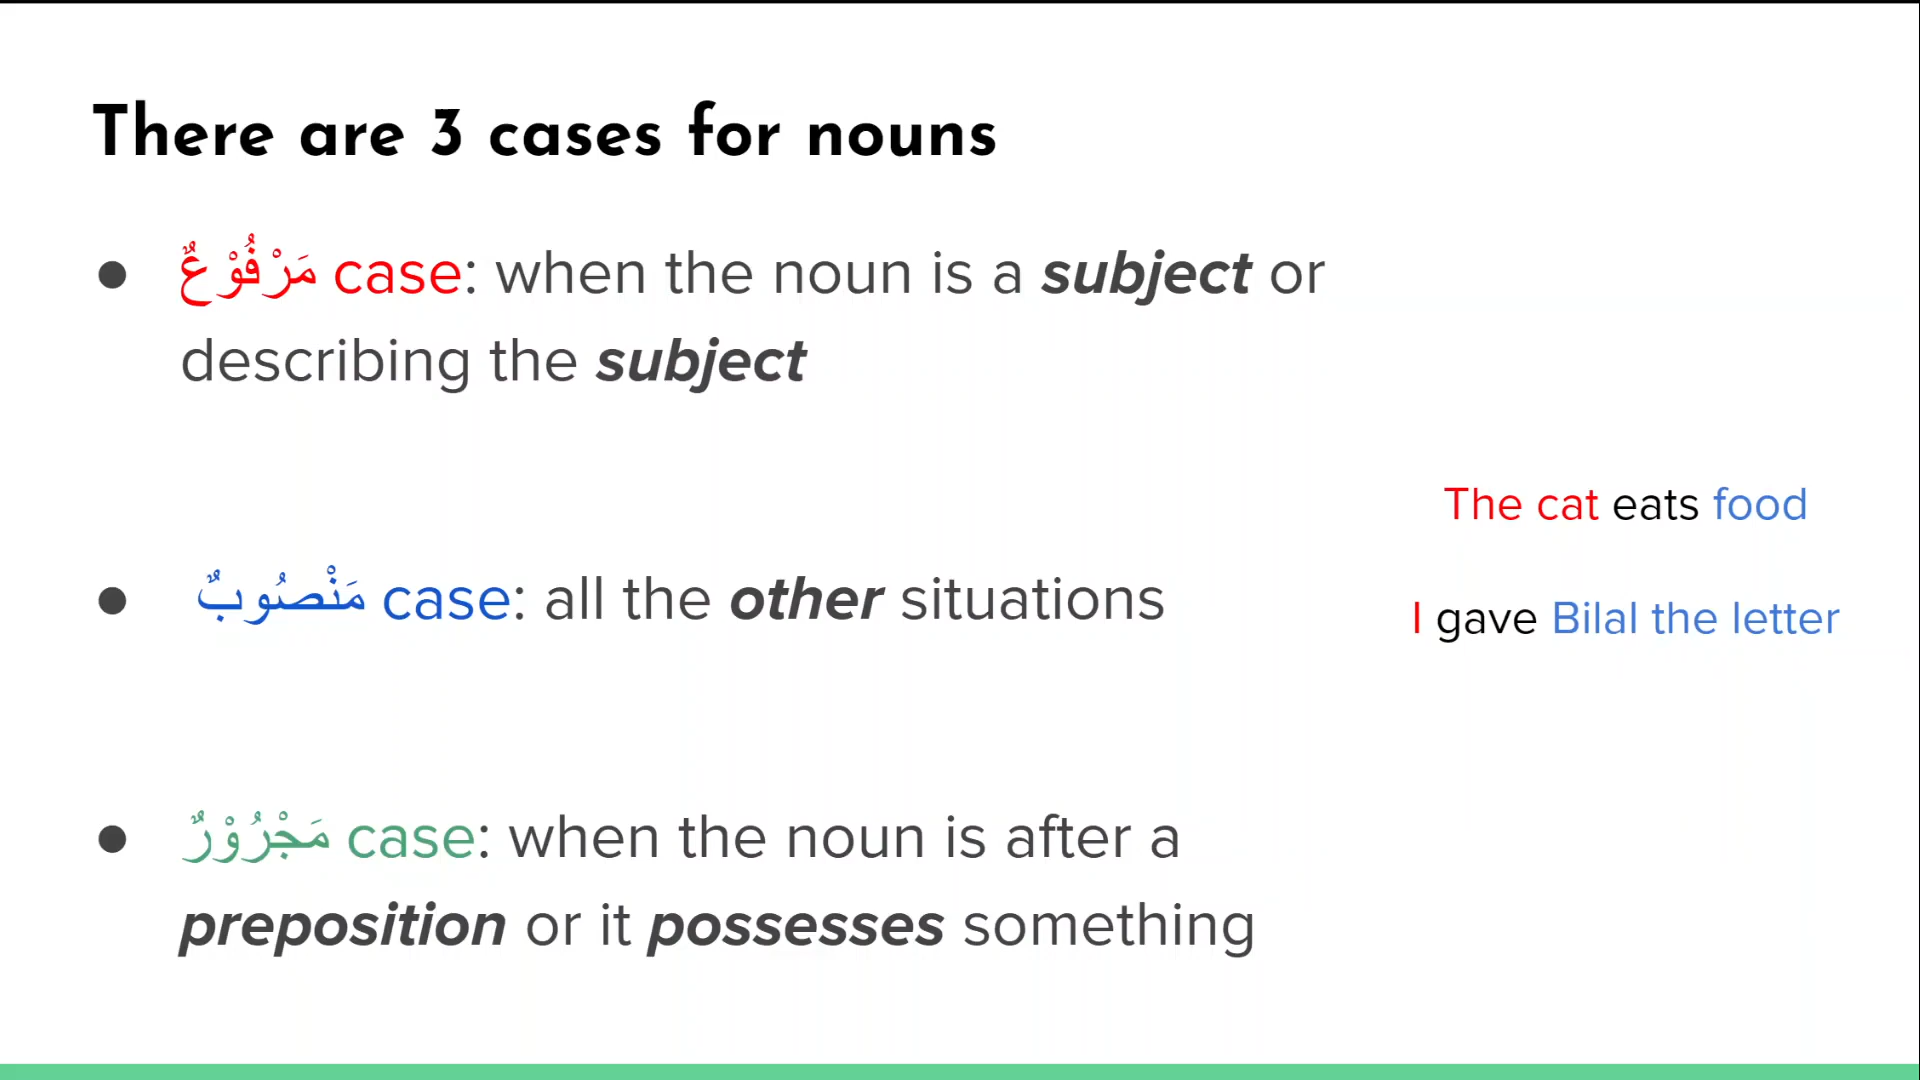 There are 3 cases for nouns
● مَرْفُوْعٌ case: when the noun is a subject or
describing the subject
The cat eats food
● مَنْصُوبٌ case: all the other situations
I gave Bilal the letter
● مَجْرُوْرٌ case: when the noun is after a
preposition or it possesses something